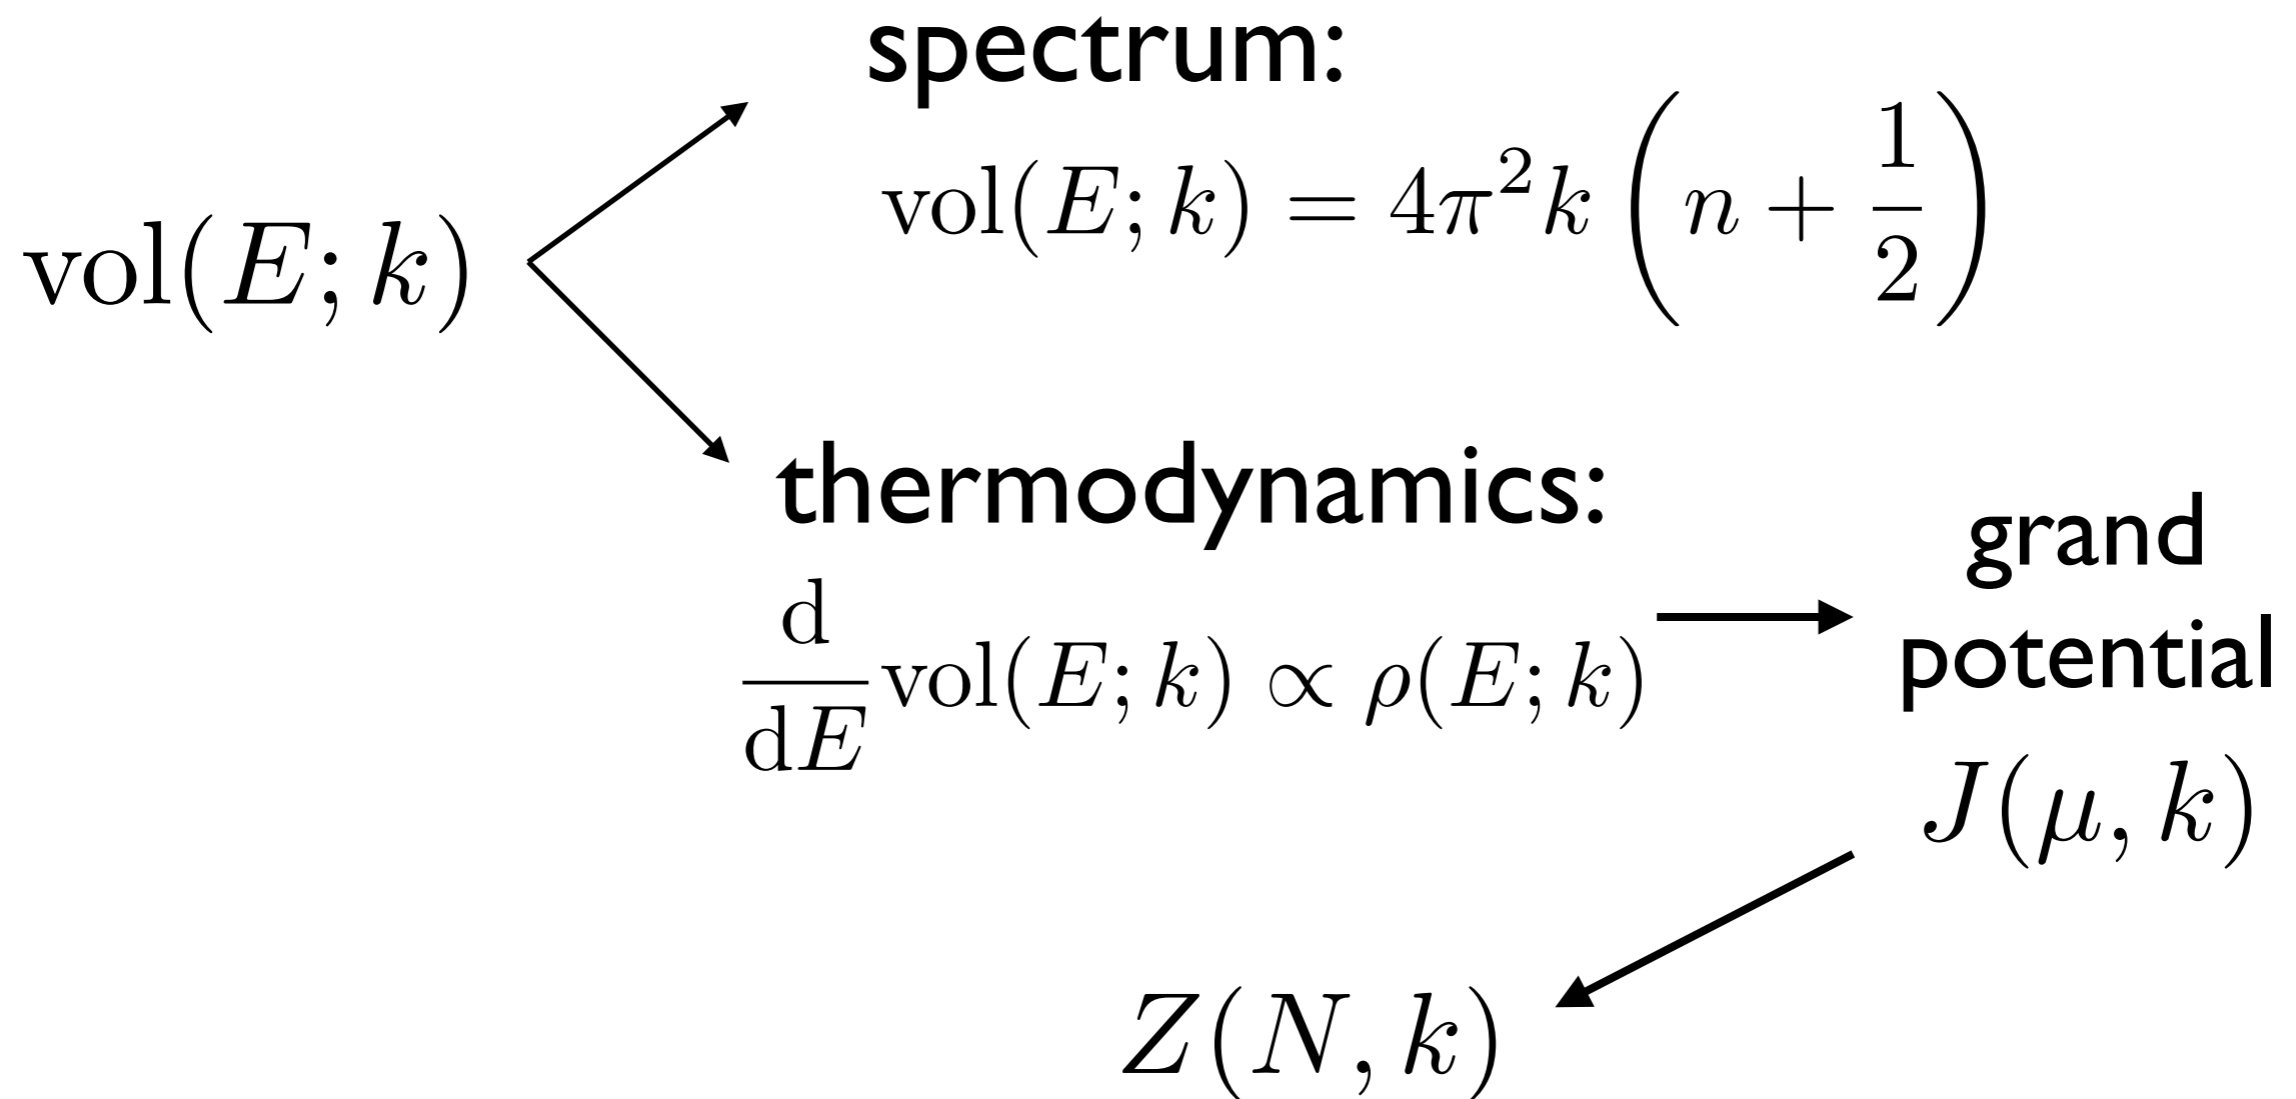 spectrum:
vol(E; k)
vol(E; k) = 4π²k (n + 1/2)
thermodynamics:
d/dE vol(E; k) ∝ ρ(E; k)
grand
potential
J(μ, k)
Z(N, k)